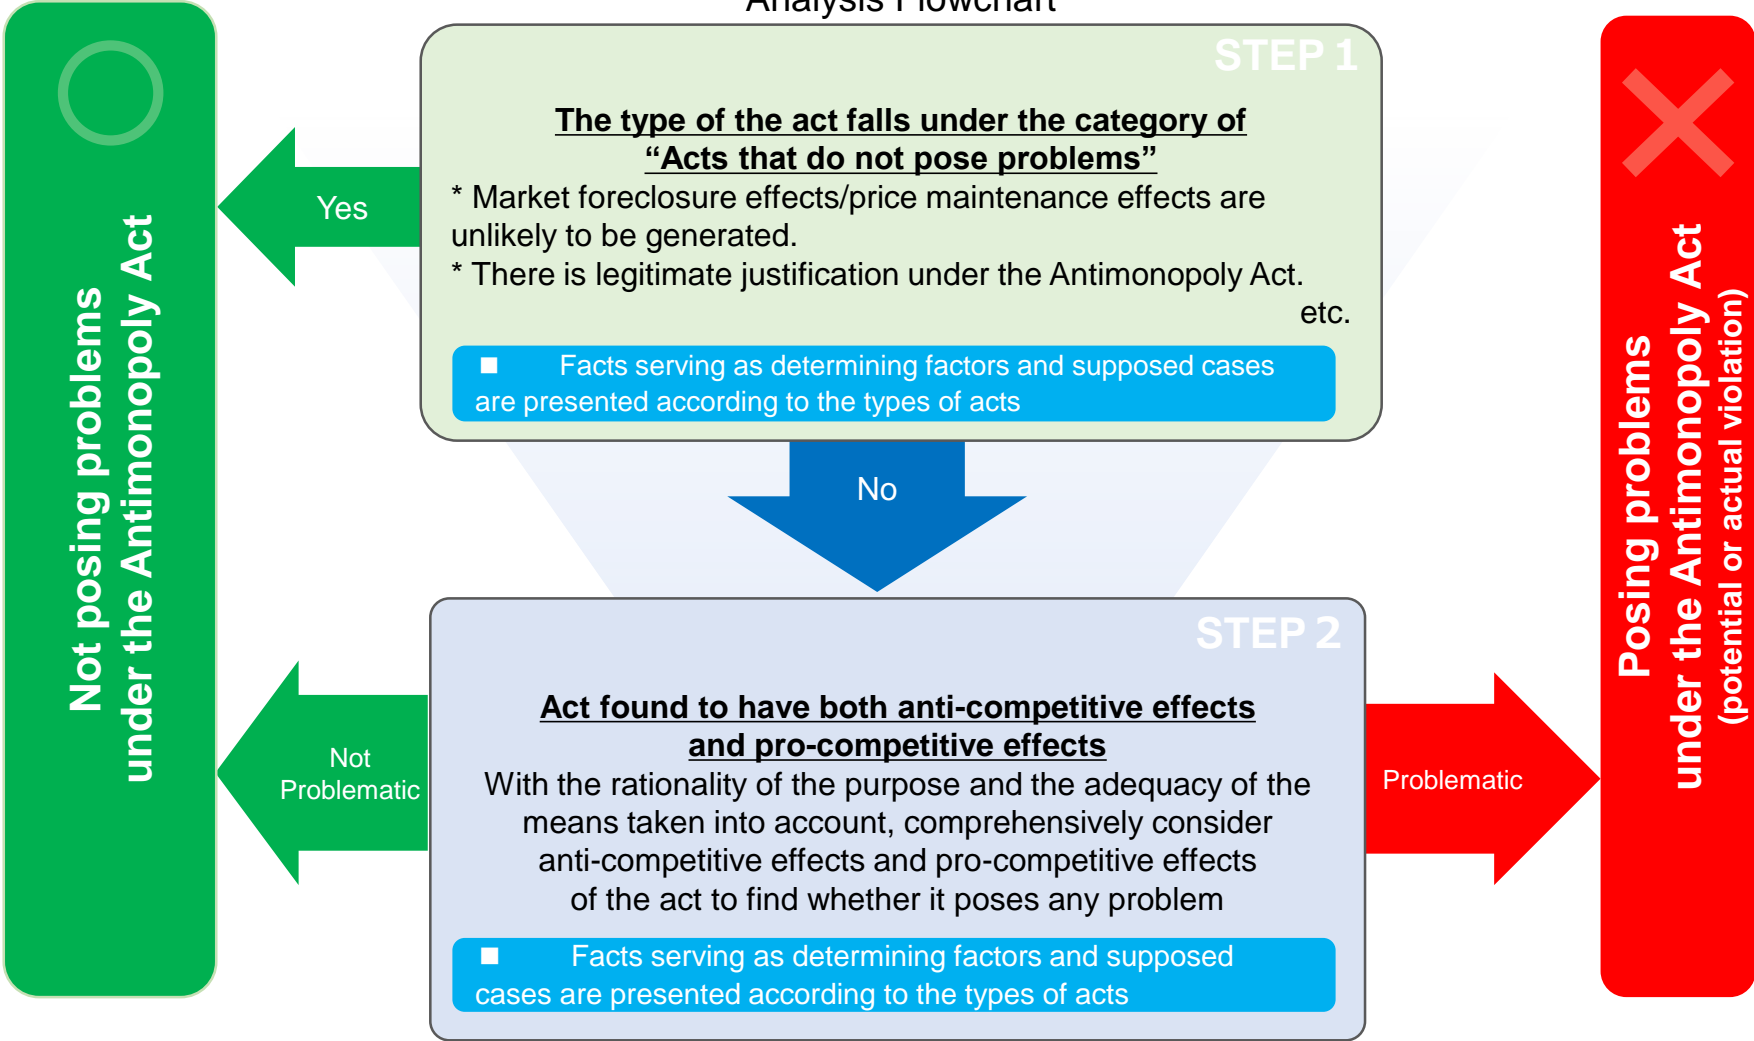 Analysis Flowchart
STEP 1
The type of the act falls under the category of
“Acts that do not pose problems”
* Market foreclosure effects/price maintenance effects are
unlikely to be generated.
* There is legitimate justification under the Antimonopoly Act.
etc.
■ Facts serving as determining factors and supposed cases
are presented according to the types of acts
Yes
No
Not posing problems
under the Antimonopoly Act
Posing problems
under the Antimonopoly Act
(potential or actual violation)
STEP 2
Act found to have both anti-competitive effects
and pro-competitive effects
With the rationality of the purpose and the adequacy of the
means taken into account, comprehensively consider
anti-competitive effects and pro-competitive effects
of the act to find whether it poses any problem
■ Facts serving as determining factors and supposed
cases are presented according to the types of acts
Not
Problematic
Problematic